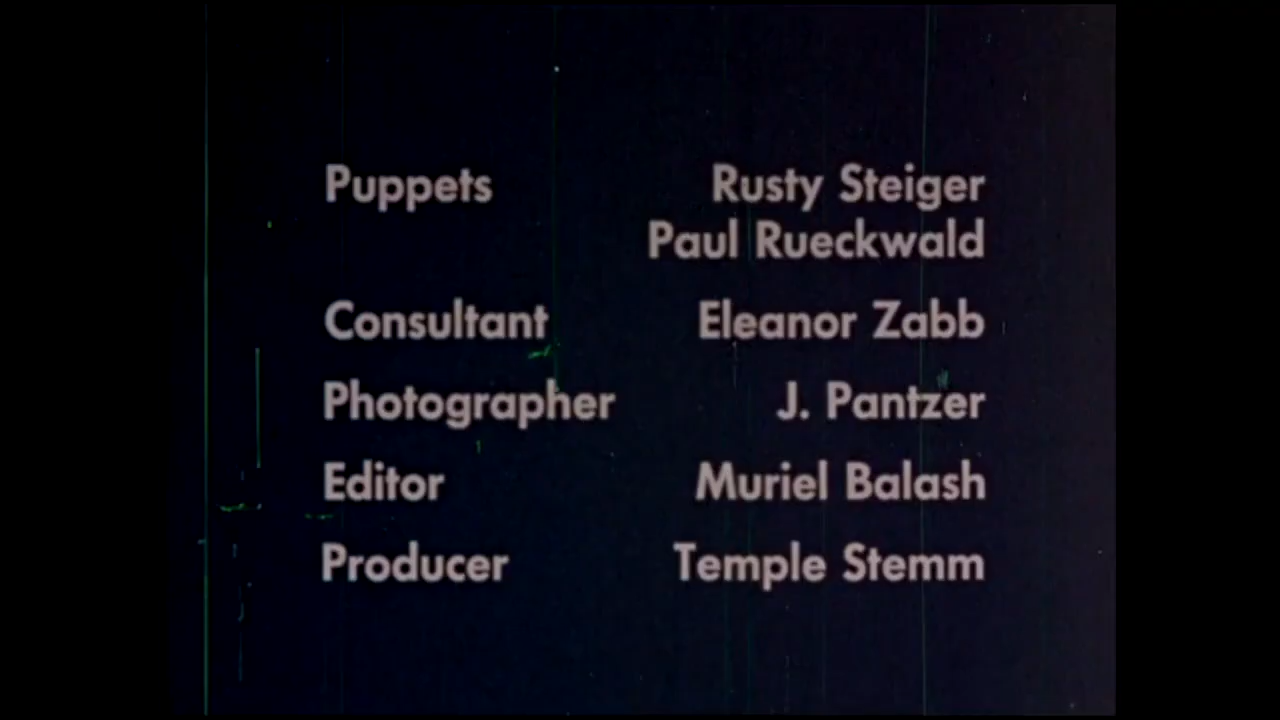 Puppets Rusty Steiger
Paul Rueckwald
Consultant Eleanor Zabb
Photographer J. Pantzer
Editor Muriel Balash
Producer Temple Stemm